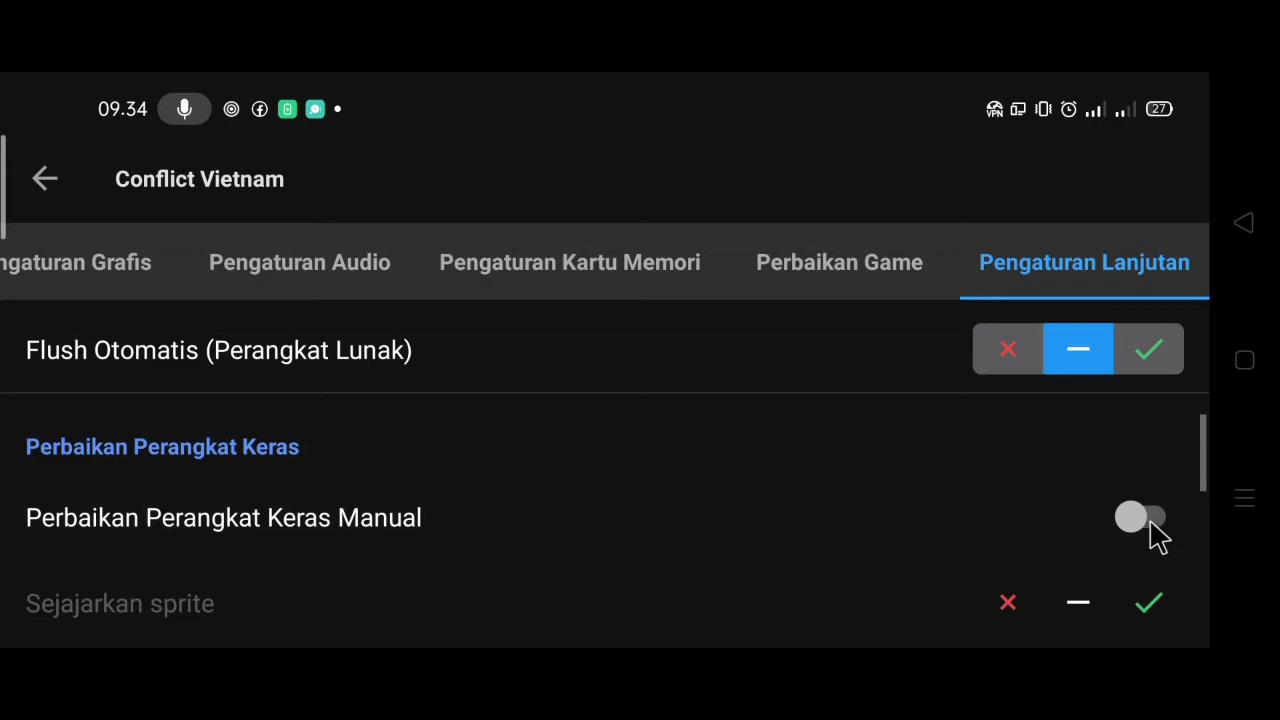 09.34
VPN
27
Conflict Vietnam
ngaturan Grafis
Pengaturan Audio
Pengaturan Kartu Memori
Perbaikan Game
Pengaturan Lanjutan
Flush Otomatis (Perangkat Lunak)
Perbaikan Perangkat Keras
Perbaikan Perangkat Keras Manual
Sejajarkan sprite